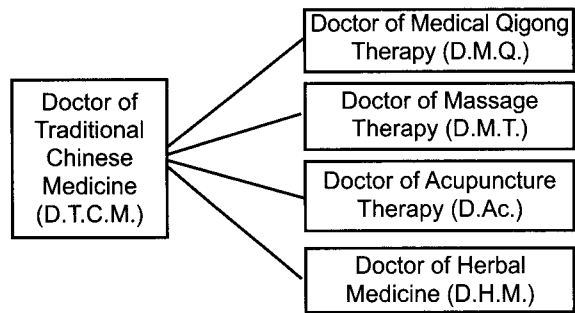 Doctor of
Traditional
Chinese
Medicine
(D.T.C.M.)
Doctor of Medical Qigong
Therapy (D.M.Q.)
Doctor of Massage
Therapy (D.M.T.)
Doctor of Acupuncture
Therapy (D.Ac.)
Doctor of Herbal
Medicine (D.H.M.)